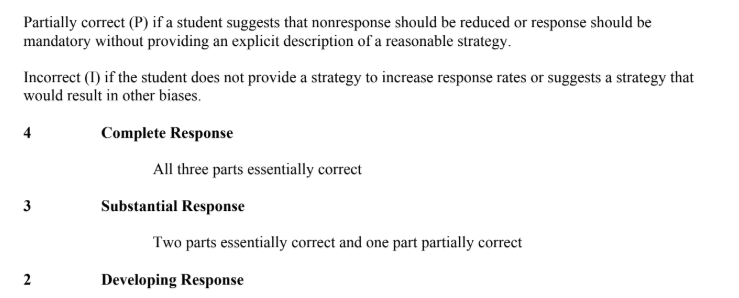 Partially correct (P) if a student suggests that nonresponse should be reduced or response should be
mandatory without providing an explicit description of a reasonable strategy.
Incorrect (I) if the student does not provide a strategy to increase response rates or suggests a strategy that
would result in other biases.
4 Complete Response
All three parts essentially correct
3 Substantial Response
Two parts essentially correct and one part partially correct
2 Developing Response